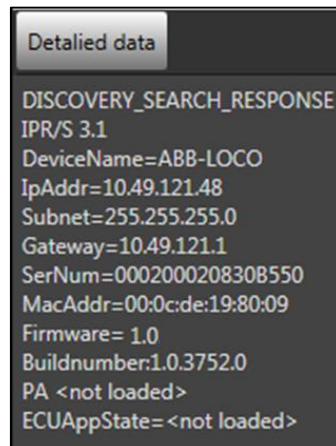 Detalied data
DISCOVERY_SEARCH_RESPONSE
IPR/S 3.1
DeviceName=ABB-LOCO
IpAddr=10.49.121.48
Subnet=255.255.255.0
Gateway=10.49.121.1
SerNum=000200020830B550
MacAddr=00:0c:de:19:80:09
Firmware= 1.0
Buildnumber:1.0.3752.0
PA <not loaded>
ECUAppState=<not loaded>